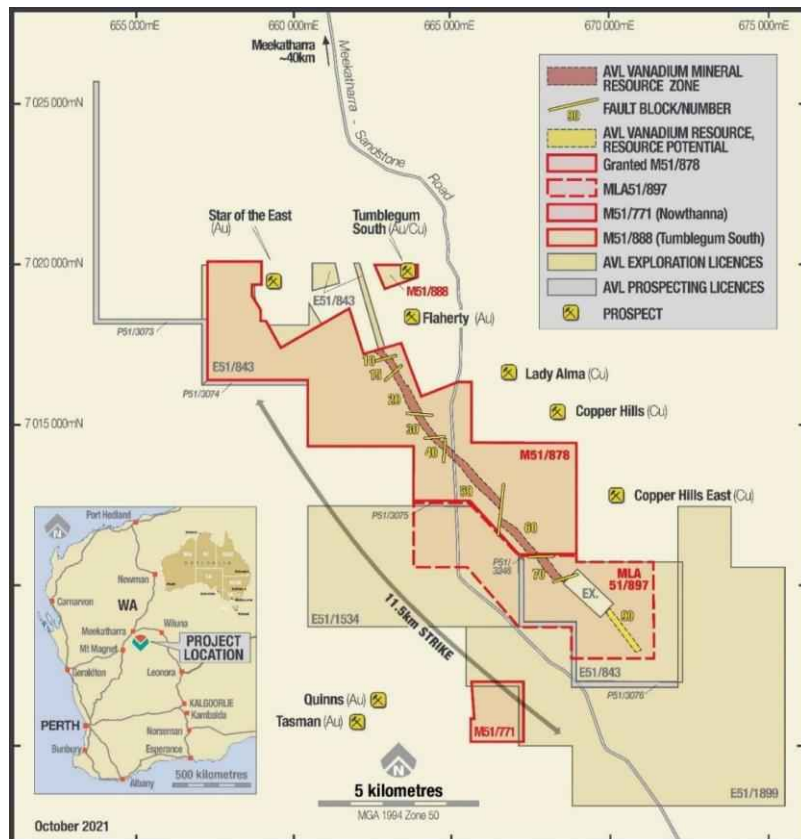 655 000mE
660 000mE
665 000mE
670 000mE
675 000mE
Meekatharra
~40km
Meekatharra - Sandstone Road
7 025 000mN
7 020 000mN
7 015 000mN
AVL VANADIUM MINERAL
RESOURCE ZONE
90
FAULT BLOCK/NUMBER
AVL VANADIUM RESOURCE,
RESOURCE POTENTIAL
Granted M51/878
MLA51/897
M51/771 (Nowthanna)
M51/888 (Tumblegum South)
AVL EXPLORATION LICENCES
AVL PROSPECTING LICENCES
PROSPECT
Star of the East
(Au)
Tumblegum
South (Au/Cu)
E51/843
M51/888
Flaherty (Au)
P51/3073
E51/843
P51/3074
10
15
20
30
40
50
60
70
Lady Alma (Cu)
Copper Hills (Cu)
M51/878
Copper Hills East (Cu)
P51/3075
P51/
3246
MLA
51/897
EX.
90
E51/1534
11.5km STRIKE
E51/843
P51/3076
Quinns (Au)
Tasman (Au)
M51/771
E51/1899
N
Port Hedland
AUSTRALIA
Newman
Carnarvon
WA
Meekatharra
Wiluna
Mt Magnet
PROJECT
LOCATION
Geraldton
Leonora
KALGOORLIE
Kambalda
PERTH
Norseman
Bunbury
Esperance
Albany
500 kilometres
N
5 kilometres
MGA 1994 Zone 50
October 2021